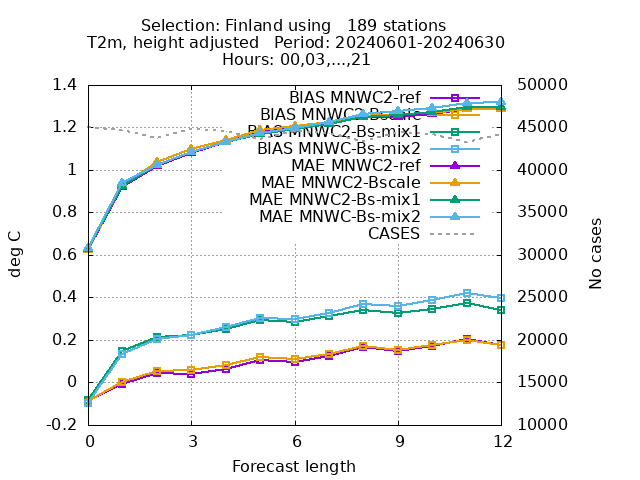 Selection: Finland using   189 stations
T2m, height adjusted   Period: 20240601-20240630
Hours: 00,03,...,21
1.4
1.2
1
0.8
0.6
0.4
0.2
0
-0.2
deg C
50000
45000
40000
35000
30000
25000
20000
15000
10000
No cases
BIAS MNWC2-ref
BIAS MNWC2-Bscale
BIAS MNWC2-Bs-mix1
BIAS MNWC-Bs-mix2
MAE MNWC2-ref
MAE MNWC2-Bscale
MAE MNWC2-Bs-mix1
MAE MNWC-Bs-mix2
CASES
0 3 6 9 12
Forecast length